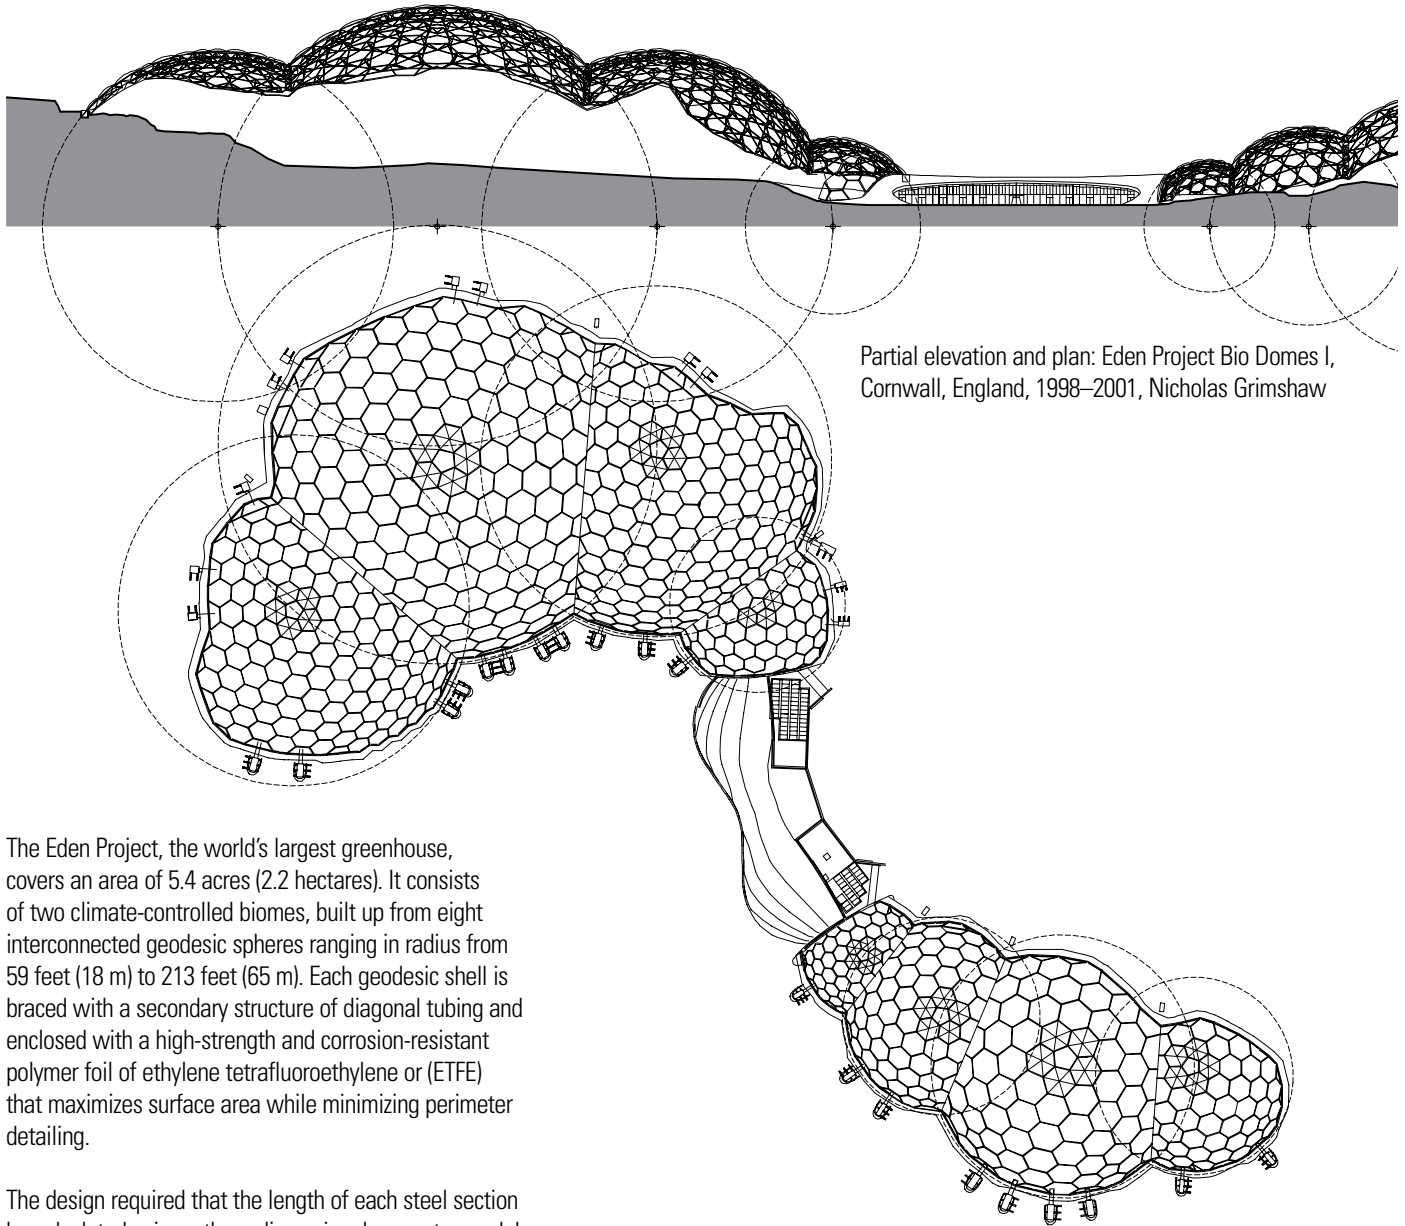 Partial elevation and plan: Eden Project Bio Domes I,
Cornwall, England, 1998–2001, Nicholas Grimshaw
The Eden Project, the world’s largest greenhouse,
covers an area of 5.4 acres (2.2 hectares). It consists
of two climate-controlled biomes, built up from eight
interconnected geodesic spheres ranging in radius from
59 feet (18 m) to 213 feet (65 m). Each geodesic shell is
braced with a secondary structure of diagonal tubing and
enclosed with a high-strength and corrosion-resistant
polymer foil of ethylene tetrafluoroethylene or (ETFE)
that maximizes surface area while minimizing perimeter
detailing.
The design required that the length of each steel section